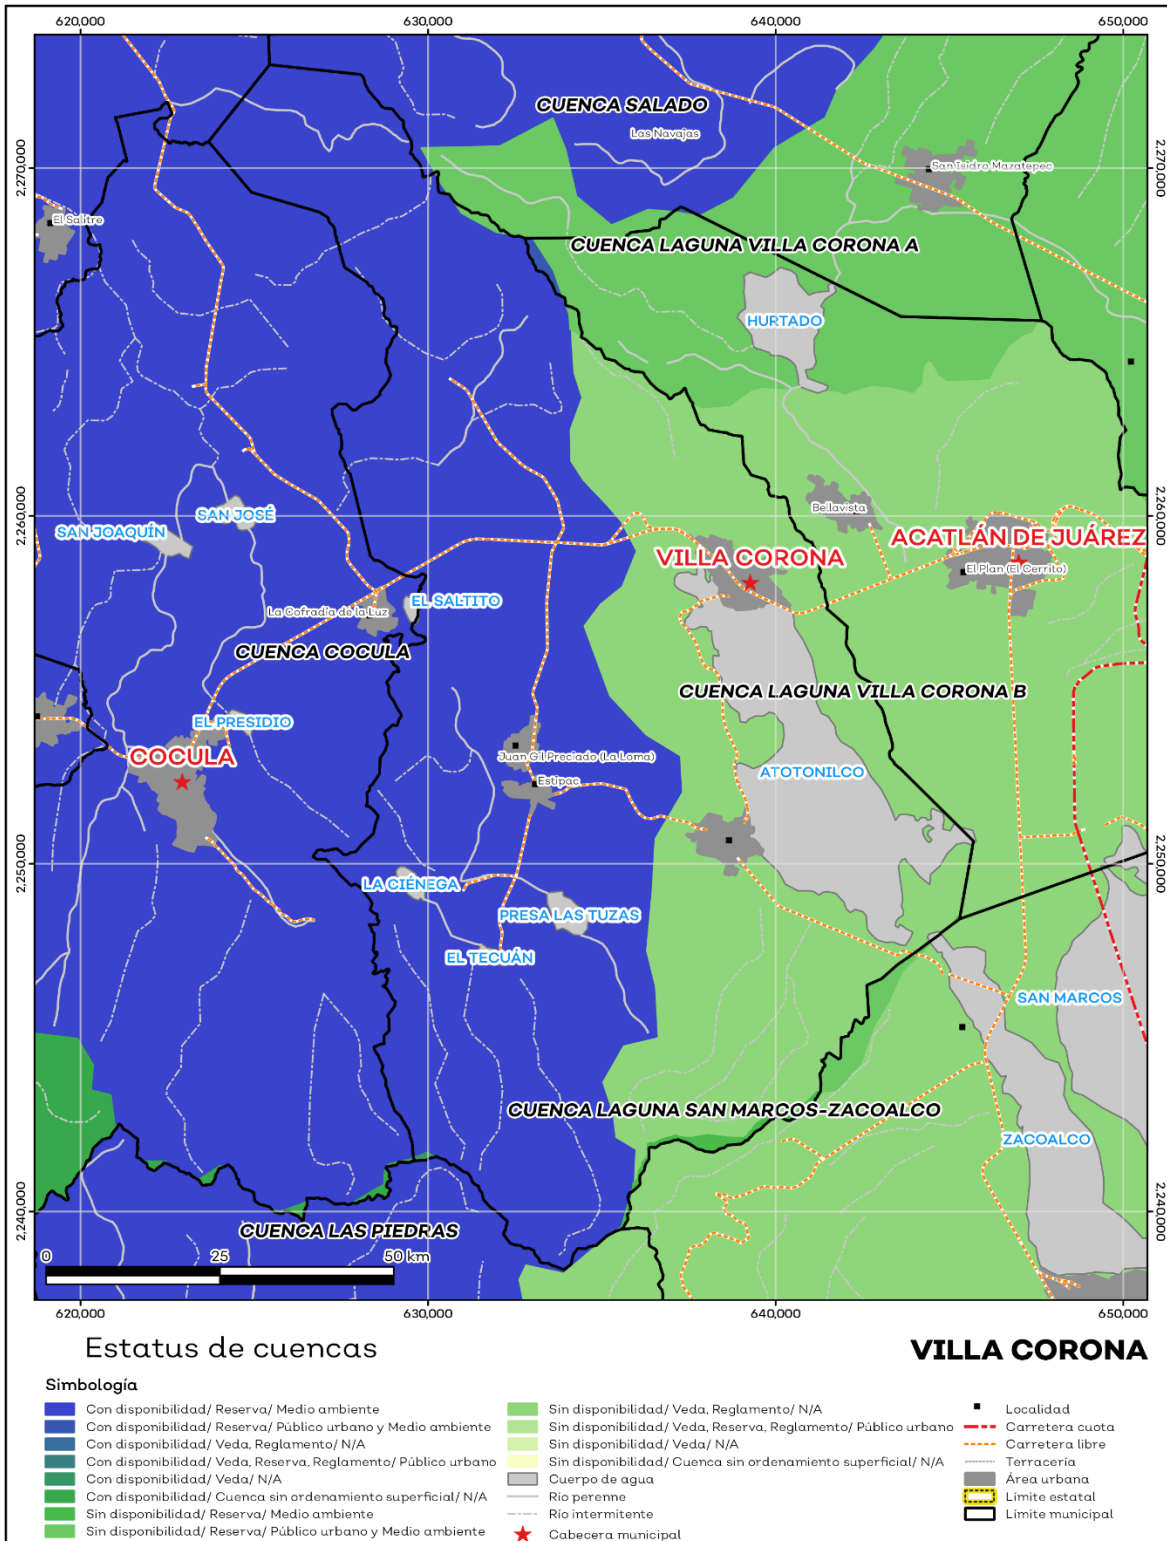 620,000
630,000
640,000
650,000
CUENCA SALADO
Las Navajas
2,270,000
San Isidro Mazatepec
2,270,000
El Salitre
CUENCA LAGUNA VILLA CORONA A
HURTADO
2,260,000
Bellavista
2,260,000
SAN JOSÉ
SAN JOAQUÍN
ACATLÁN DE JUÁREZ
VILLA CORONA
El Plan (El Cerrito)
EL SALTITO
La Cofradía de la Luz
CUENCA COCULA
CUENCA LAGUNA VILLA CORONA B
EL PRESIDIO
COCULA
Juan Gil Preciado (La Loma)
Estipac
ATOTONILCO
2,250,000
2,250,000
LA CIÉNEGA
PRESA LAS TUZAS
EL TECUÁN
SAN MARCOS
CUENCA LAGUNA SAN MARCOS-ZACOALCO
ZACOALCO
2,240,000
2,240,000
CUENCA LAS PIEDRAS
0 25 50 km
620,000
630,000
640,000
650,000
Estatus de cuencas
VILLA CORONA
Simbología
Con disponibilidad/ Reserva/ Medio ambiente
Con disponibilidad/ Reserva/ Público urbano y Medio ambiente
Con disponibilidad/ Veda, Reglamento/ N/A
Con disponibilidad/ Veda, Reserva, Reglamento/ Público urbano
Con disponibilidad/ Veda/ N/A
Con disponibilidad/ Cuenca sin ordenamiento superficial/ N/A
Sin disponibilidad/ Reserva/ Medio ambiente
Sin disponibilidad/ Reserva/ Público urbano y Medio ambiente
Sin disponibilidad/ Veda, Reglamento/ N/A
Sin disponibilidad/ Veda, Reserva, Reglamento/ Público urbano
Sin disponibilidad/ Veda/ N/A
Sin disponibilidad/ Cuenca sin ordenamiento superficial/ N/A
Cuerpo de agua
Río perenne
Río intermitente
Cabecera municipal
Localidad
Carretera cuota
Carretera libre
Terracería
Área urbana
Límite estatal
Límite municipal